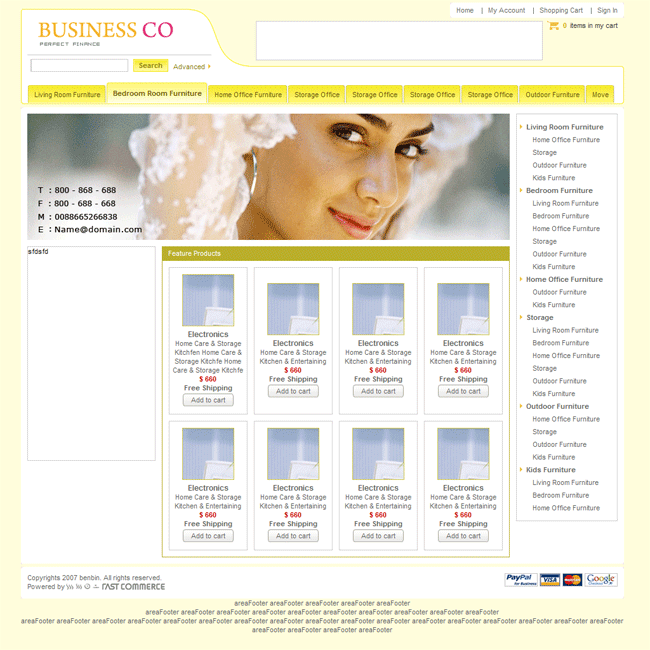 Home | My Account | Shopping Cart | Sign In
BUSINESS CO
PERFECT FINANCE
0 items in my cart
Search Advanced
Living Room Furniture Bedroom Room Furniture Home Office Furniture Storage Office Storage Office Storage Office Storage Office Outdoor Furniture Move
T : 800 - 868 - 688
F : 800 - 688 - 668
M : 0088665266838
E : Name@domain.com
sfdsfd
Feature Products
Electronics
Home Care & Storage
Kitchfen Home Care &
Storage Kitchfe Home
Care & Storage Kitchfe
$ 660
Free Shipping
Add to cart
Electronics
Home Care & Storage
Kitchen & Entertaining
$ 660
Free Shipping
Add to cart
Electronics
Home Care & Storage
Kitchen & Entertaining
$ 660
Free Shipping
Add to cart
Electronics
Home Care & Storage
Kitchen & Entertaining
$ 660
Free Shipping
Add to cart
Electronics
Home Care & Storage
Kitchen & Entertaining
$ 660
Free Shipping
Add to cart
Electronics
Home Care & Storage
Kitchen & Entertaining
$ 660
Free Shipping
Add to cart
Electronics
Home Care & Storage
Kitchen & Entertaining
$ 660
Free Shipping
Add to cart
Electronics
Home Care & Storage
Kitchen & Entertaining
$ 660
Free Shipping
Add to cart
Living Room Furniture
Home Office Furniture
Storage
Outdoor Furniture
Kids Furniture
Bedroom Furniture
Living Room Furniture
Bedroom Furniture
Home Office Furniture
Storage
Outdoor Furniture
Kids Furniture
Home Office Furniture
Outdoor Furniture
Kids Furniture
Storage
Living Room Furniture
Bedroom Furniture
Home Office Furniture
Storage
Outdoor Furniture
Kids Furniture
Outdoor Furniture
Home Office Furniture
Storage
Outdoor Furniture
Kids Furniture
Kids Furniture
Living Room Furniture
Bedroom Furniture
Home Office Furniture
Copyrights 2007 benbin. All rights reserved.
Powered by FAST COMMERCE
PayPal VISA MasterCard Google
areaFooter areaFooter areaFooter areaFooter areaFooter
areaFooter areaFooter areaFooter areaFooter areaFooter areaFooter areaFooter areaFooter areaFooter areaFooter
areaFooter areaFooter areaFooter areaFooter areaFooter areaFooter areaFooter areaFooter areaFooter areaFooter areaFooter areaFooter areaFooter areaFooter areaFooter areaFooter areaFooter
areaFooter areaFooter areaFooter areaFooter